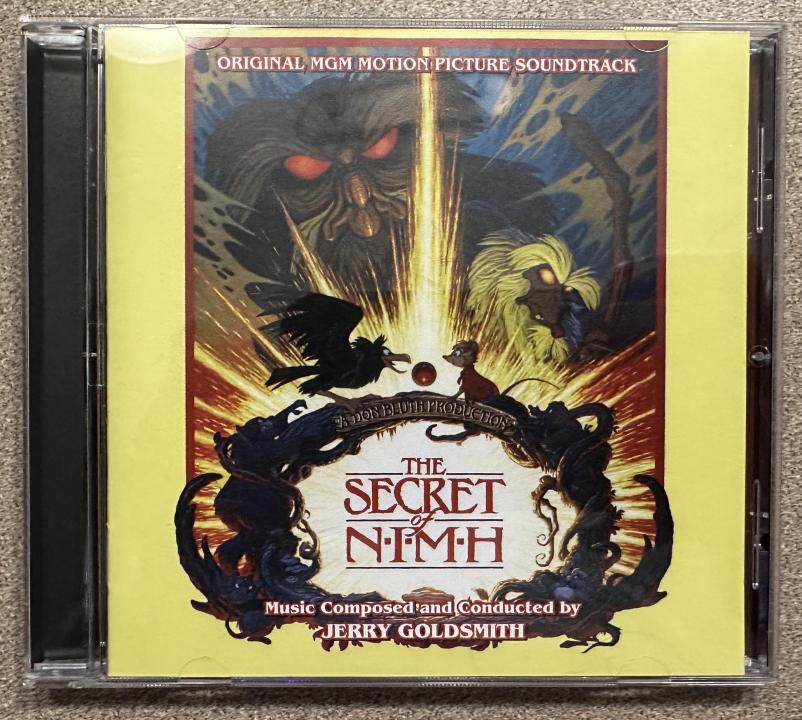 ORIGINAL MGM MOTION PICTURE SOUNDTRACK
A DON BLUTH PRODUCTION
THE
SECRET
of
N·I·M·H
Music Composed and Conducted by
JERRY GOLDSMITH